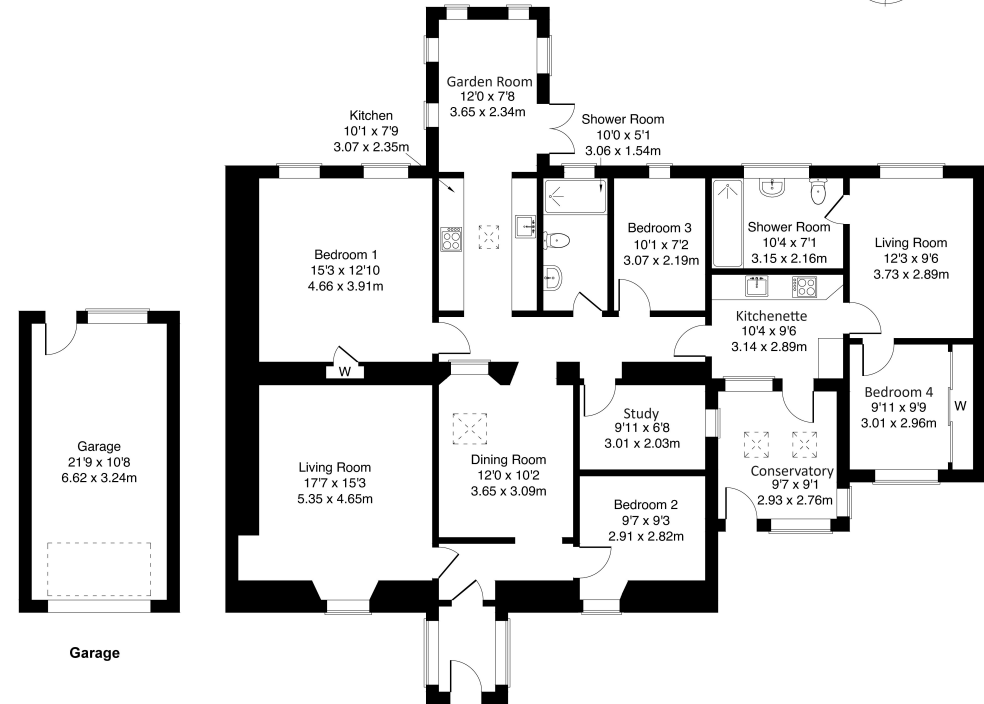 Garden Room
12'0 x 7'8
3.65 x 2.34m
Kitchen
10'1 x 7'9
3.07 x 2.35m
Shower Room
10'0 x 5'1
3.06 x 1.54m
Bedroom 1
15'3 x 12'10
4.66 x 3.91m
Bedroom 3
10'1 x 7'2
3.07 x 2.19m
Shower Room
10'4 x 7'1
3.15 x 2.16m
Living Room
12'3 x 9'6
3.73 x 2.89m
Kitchenette
10'4 x 9'6
3.14 x 2.89m
W
Bedroom 4
9'11 x 9'9
3.01 x 2.96m
W
Study
9'11 x 6'8
3.01 x 2.03m
Garage
21'9 x 10'8
6.62 x 3.24m
Living Room
17'7 x 15'3
5.35 x 4.65m
Dining Room
12'0 x 10'2
3.65 x 3.09m
Conservatory
9'7 x 9'1
2.93 x 2.76m
Bedroom 2
9'7 x 9'3
2.91 x 2.82m
Garage